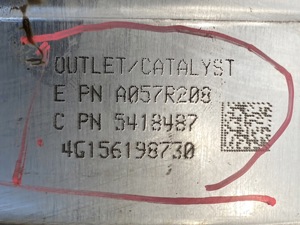 OUTLET/CATALYST
E PN A057R208
C PN 5418487
4G156198730